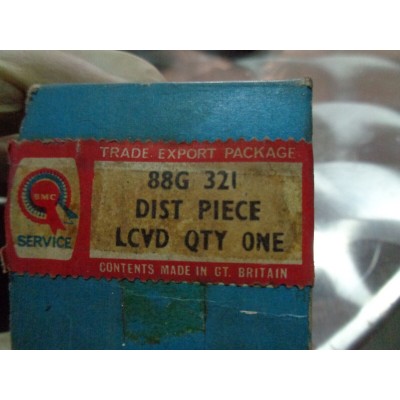 TRADE EXPORT PACKAGE
88G 321
DIST PIECE
LCVD QTY ONE
CONTENTS MADE IN GT. BRITAIN
BMC
SERVICE